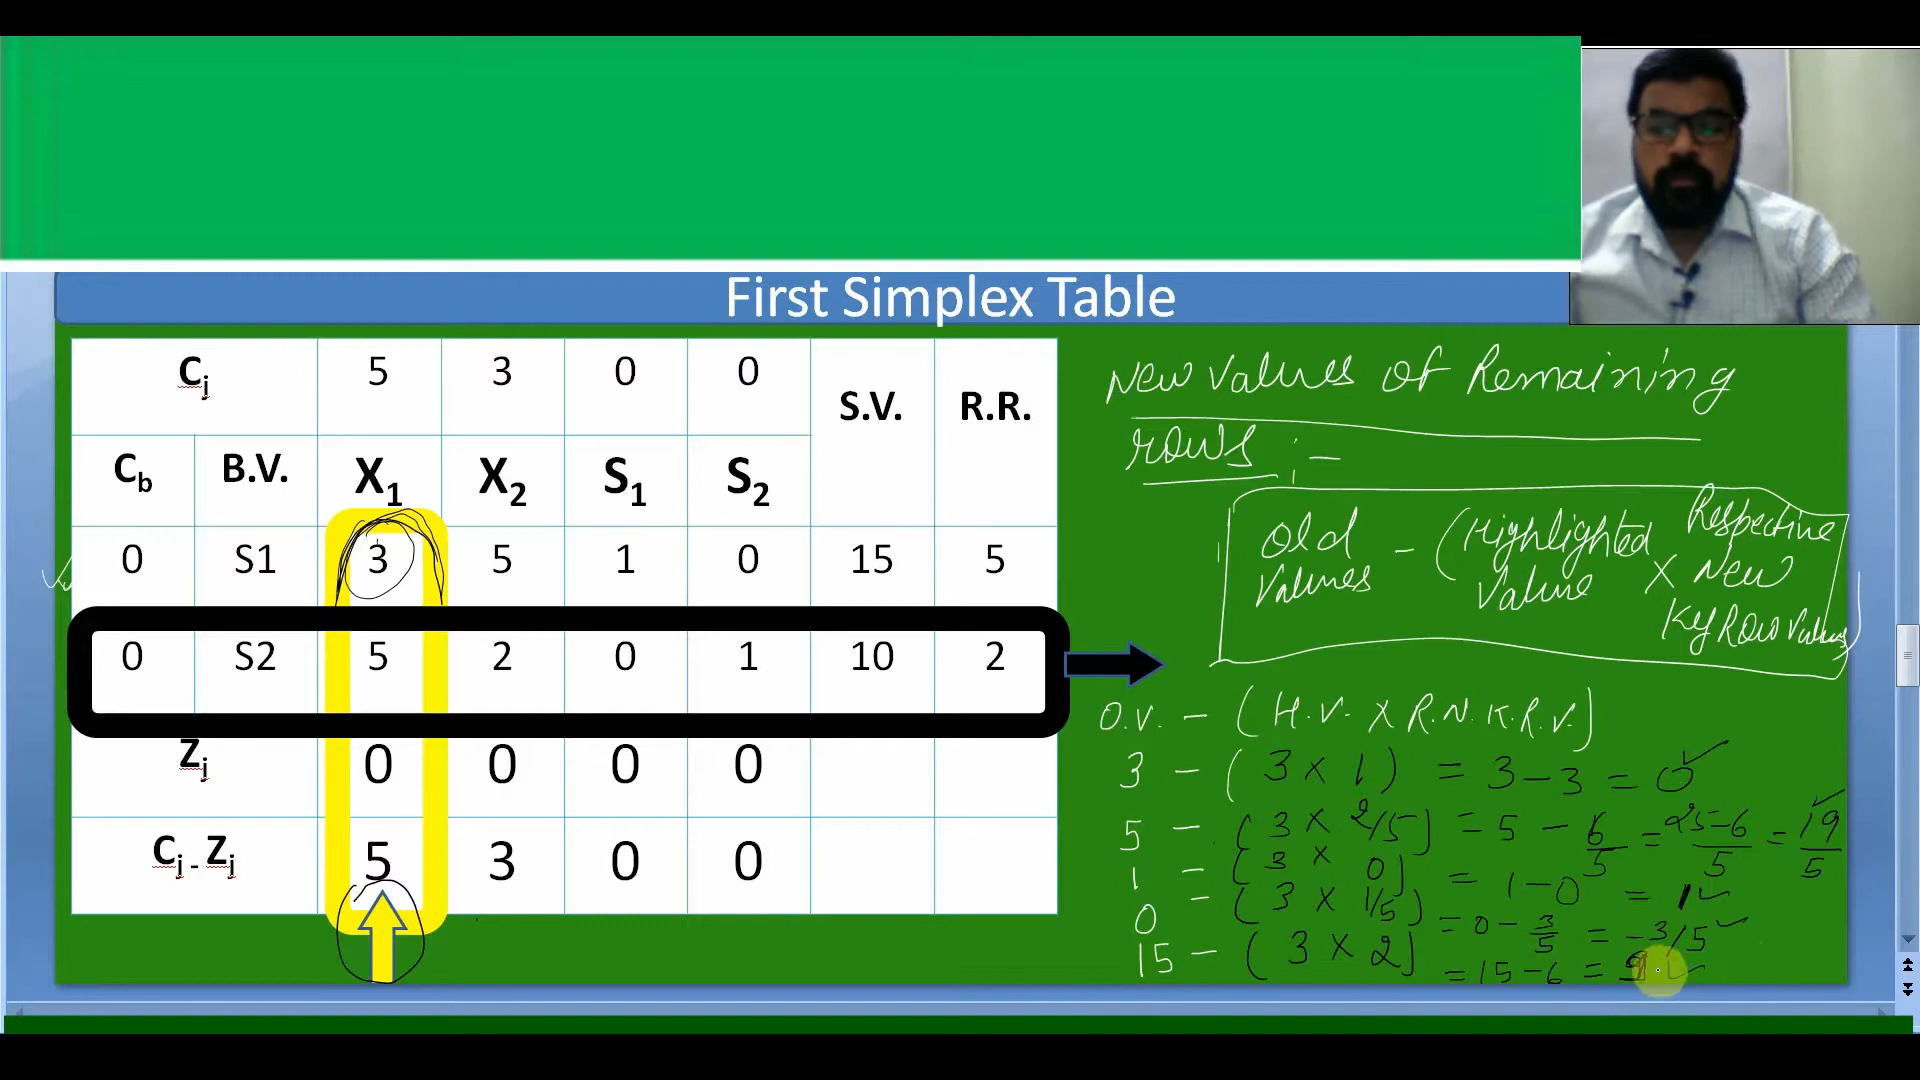 First Simplex Table
Cj 5 3 0 0 S.V. R.R.
Cb B.V. X1 X2 S1 S2
0 S1 3 5 1 0 15 5
0 S2 5 2 0 1 10 2
Zj 0 0 0 0
Cj - Zj 5 3 0 0
New Values of Remaining
rows :-
Old Values - (Highlighted Value X Respective New Key Row Values)
O.V. - (H.V. X R.N.K.R.V.)
3 - (3 X 1) = 3-3 = 0
5 - (3 X 2/5) = 5 - 6/5 = 25-6/5 = 19/5
1 - (3 X 0) = 1-0 = 1
0 - (3 X 1/5) = 0 - 3/5 = -3/5
15 - (3 X 2) = 15-6 = 9